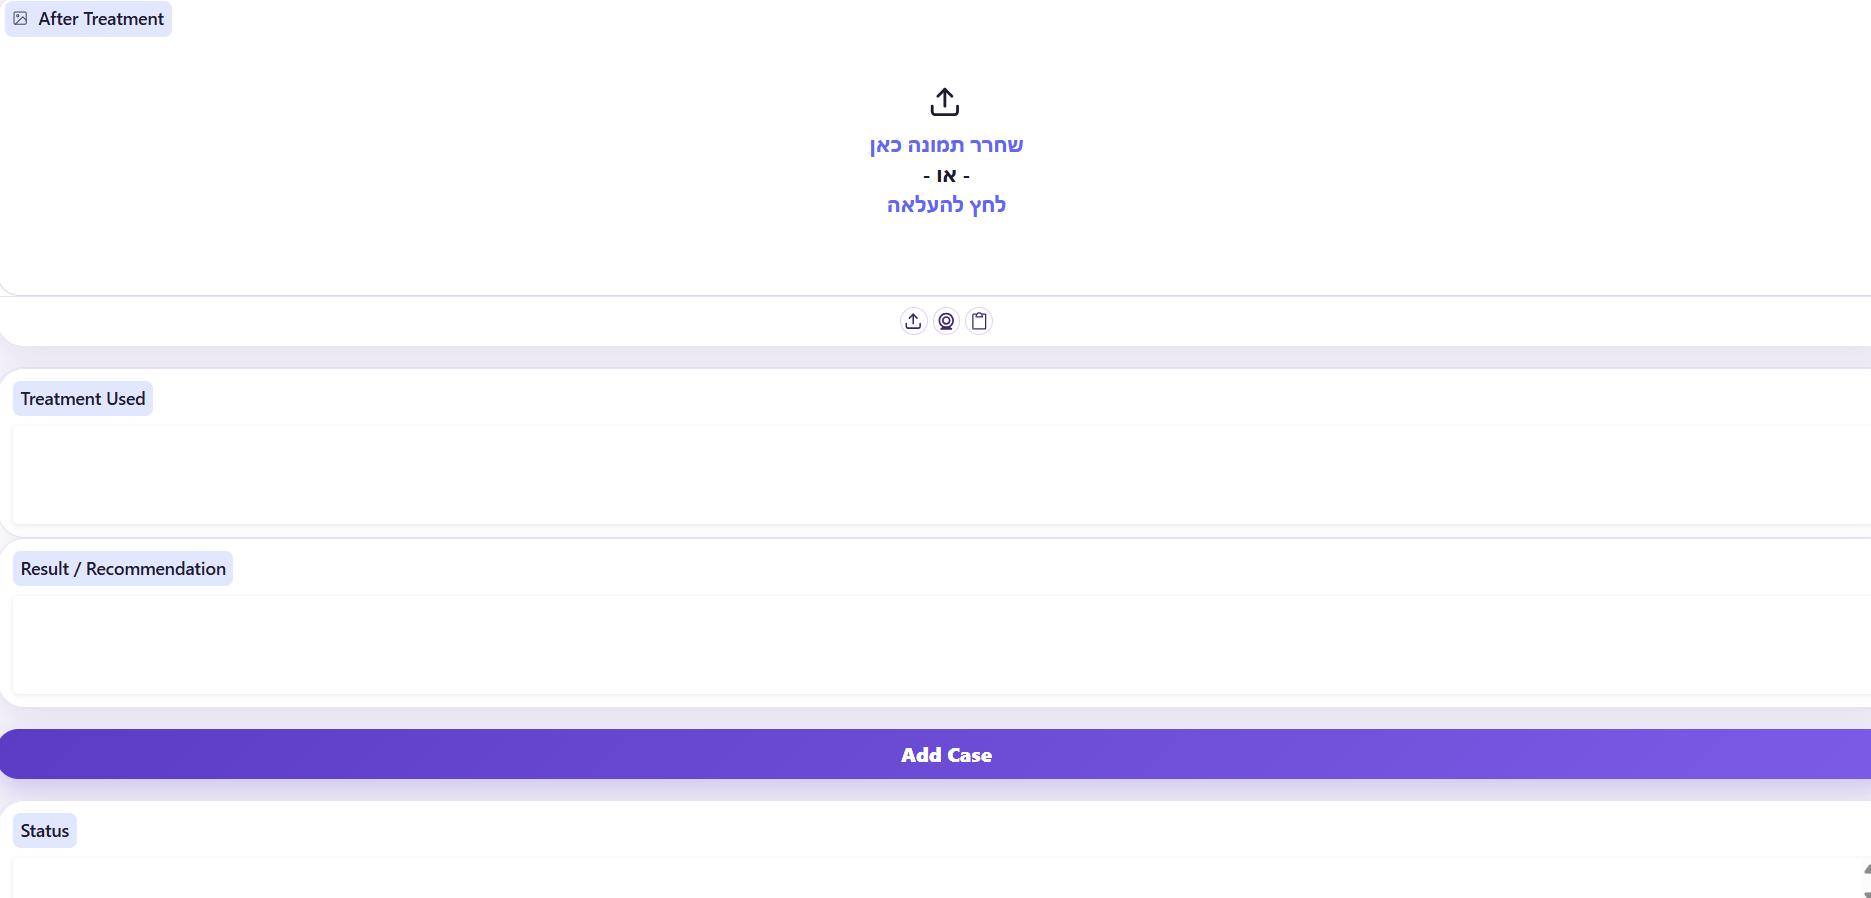 After Treatment
שחרר תמונה כאן
- או -
לחץ להעלאה
Treatment Used
Result / Recommendation
Add Case
Status